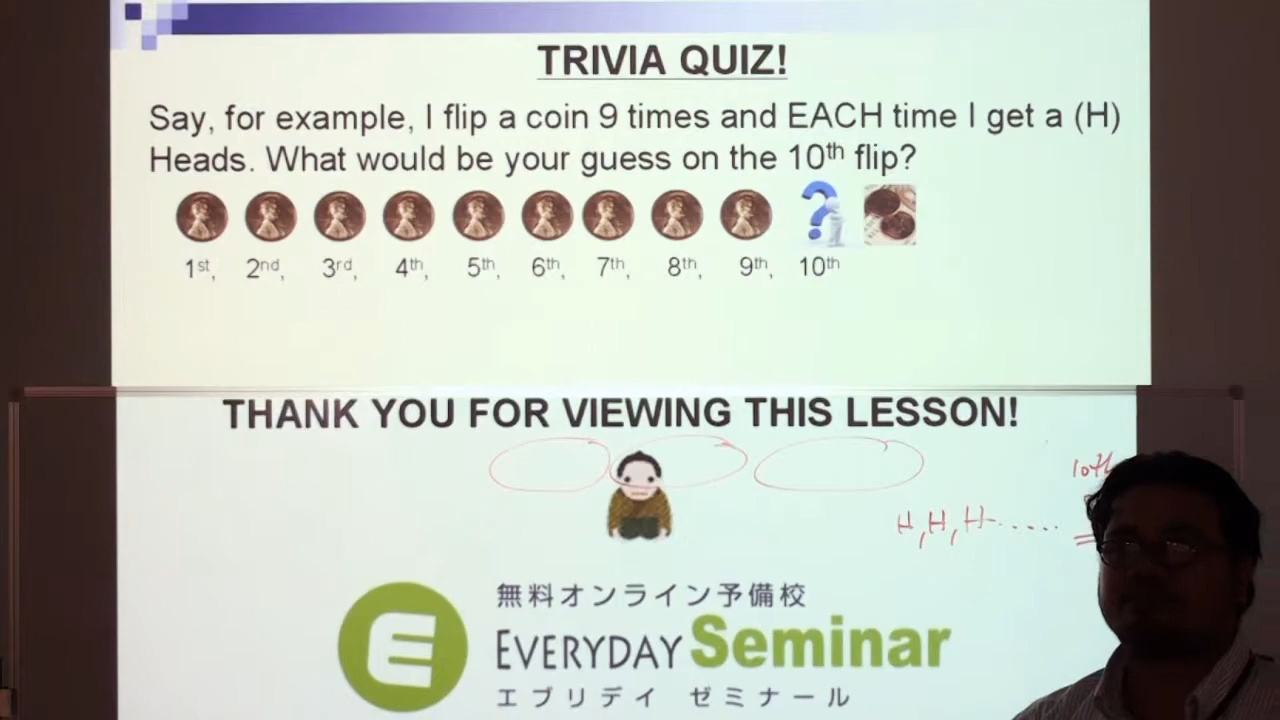 TRIVIA QUIZ!
Say, for example, I flip a coin 9 times and EACH time I get a (H)
Heads. What would be your guess on the 10th flip?
1st, 2nd, 3rd, 4th, 5th, 6th, 7th, 8th, 9th, 10th
THANK YOU FOR VIEWING THIS LESSON!
10th
H, H, H.....
無料オンライン予備校
EVERYDAY Seminar
エブリデイ ゼミナール